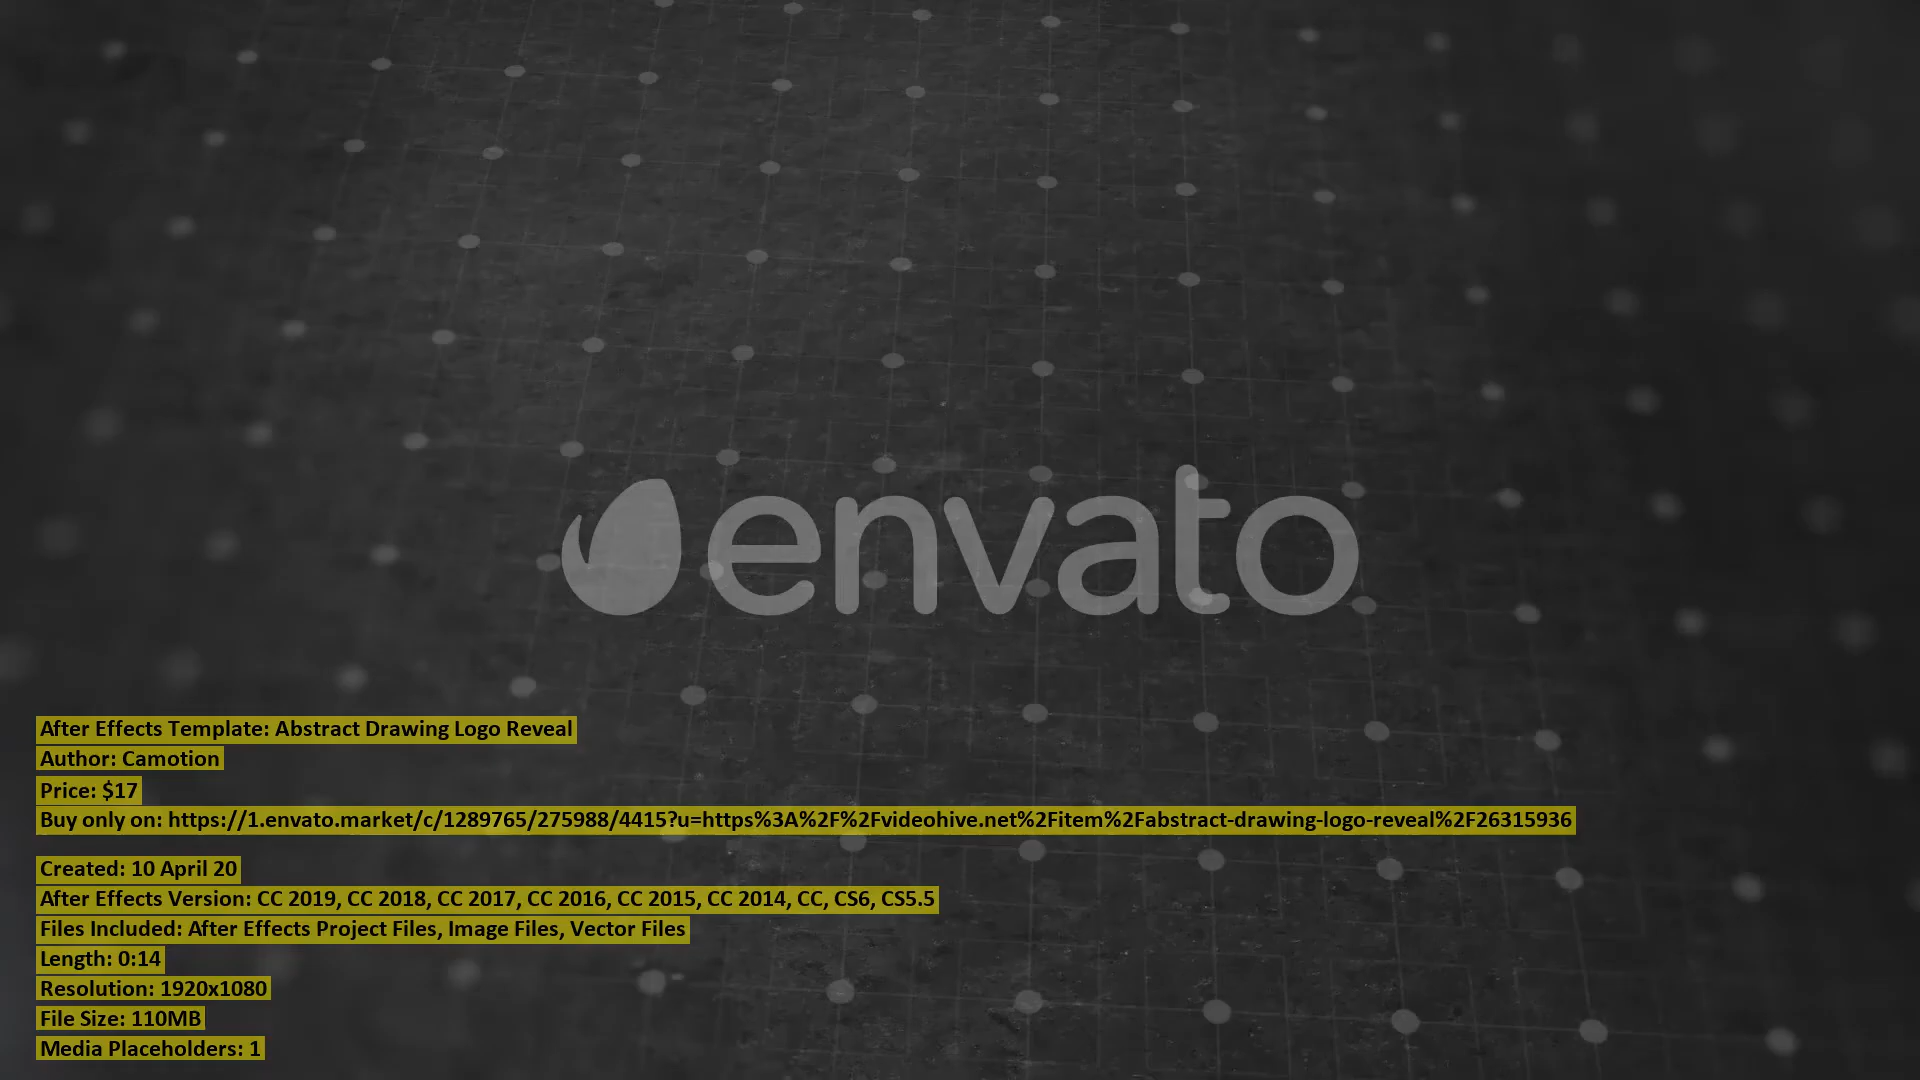 envato
After Effects Template: Abstract Drawing Logo Reveal
Author: Camotion
Price: $17
Buy only on: https://1.envato.market/c/1289765/275988/4415?u=https%3A%2F%2Fvideohive.net%2Fitem%2Fabstract-drawing-logo-reveal%2F26315936
Created: 10 April 20
After Effects Version: CC 2019, CC 2018, CC 2017, CC 2016, CC 2015, CC 2014, CC, CS6, CS5.5
Files Included: After Effects Project Files, Image Files, Vector Files
Length: 0:14
Resolution: 1920x1080
File Size: 110MB
Media Placeholders: 1